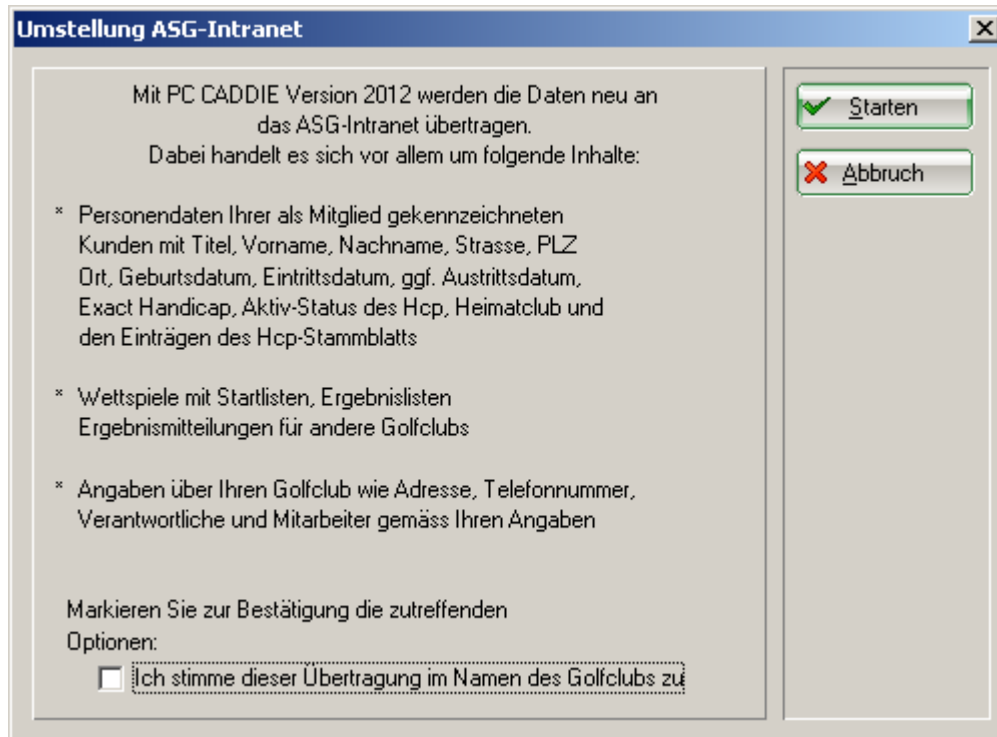 Umstellung ASG-Intranet
Mit PC CADDIE Version 2012 werden die Daten neu an
das ASG-Intranet übertragen.
Dabei handelt es sich vor allem um folgende Inhalte:
* Personendaten Ihrer als Mitglied gekennzeichneten
Kunden mit Titel, Vorname, Nachname, Strasse, PLZ
Ort, Geburtsdatum, Eintrittsdatum, ggf. Austrittsdatum,
Exact Handicap, Aktiv-Status des Hcp, Heimatclub und
den Einträgen des Hcp-Stammblatts
* Wettspiele mit Startlisten, Ergebnislisten
Ergebnismitteilungen für andere Golfclubs
* Angaben über Ihren Golfclub wie Adresse, Telefonnummer,
Verantwortliche und Mitarbeiter gemäss Ihren Angaben
Markieren Sie zur Bestätigung die zutreffenden
Optionen:
Ich stimme dieser Übertragung im Namen des Golfclubs zu
Starten
Abbruch